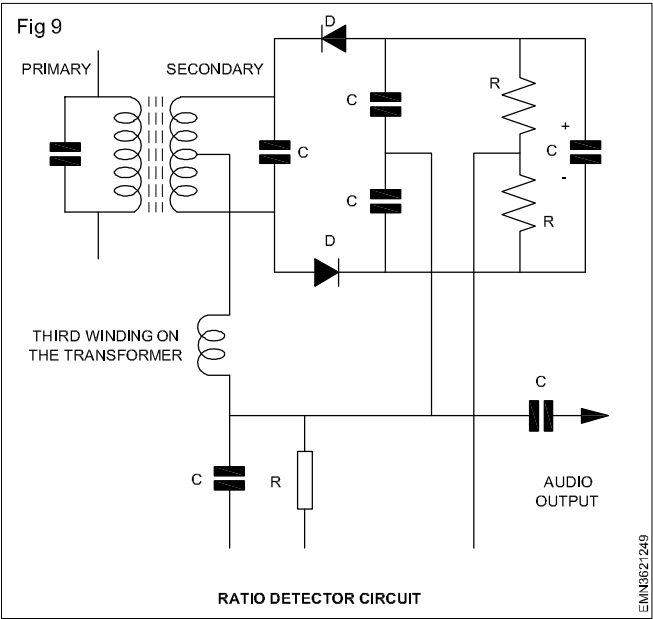 Fig 9
PRIMARY
SECONDARY
D
C
C
R
+
C
-
C
R
D
THIRD WINDING ON
THE TRANSFORMER
C
C
R
AUDIO
OUTPUT
RATIO DETECTOR CIRCUIT
EMN3621249